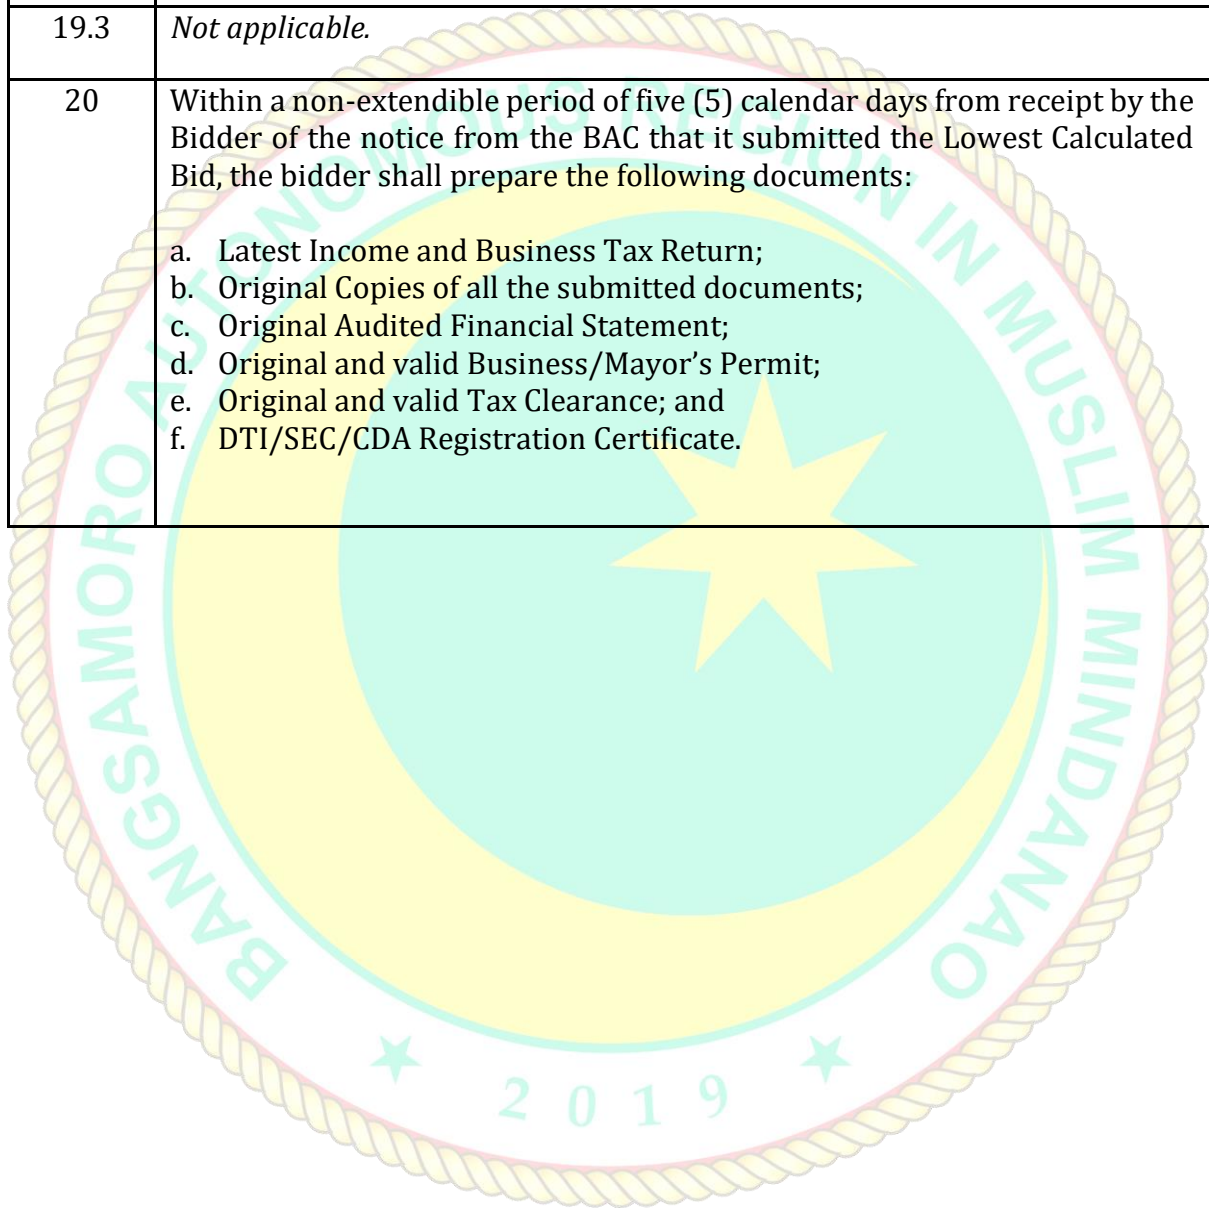 19.3 Not applicable.
20 Within a non-extendible period of five (5) calendar days from receipt by the
Bidder of the notice from the BAC that it submitted the Lowest Calculated
Bid, the bidder shall prepare the following documents:
a. Latest Income and Business Tax Return;
b. Original Copies of all the submitted documents;
c. Original Audited Financial Statement;
d. Original and valid Business/Mayor’s Permit;
e. Original and valid Tax Clearance; and
f. DTI/SEC/CDA Registration Certificate.
BANGSAMORO AUTONOMOUS REGION IN MUSLIM MINDANAO
2019